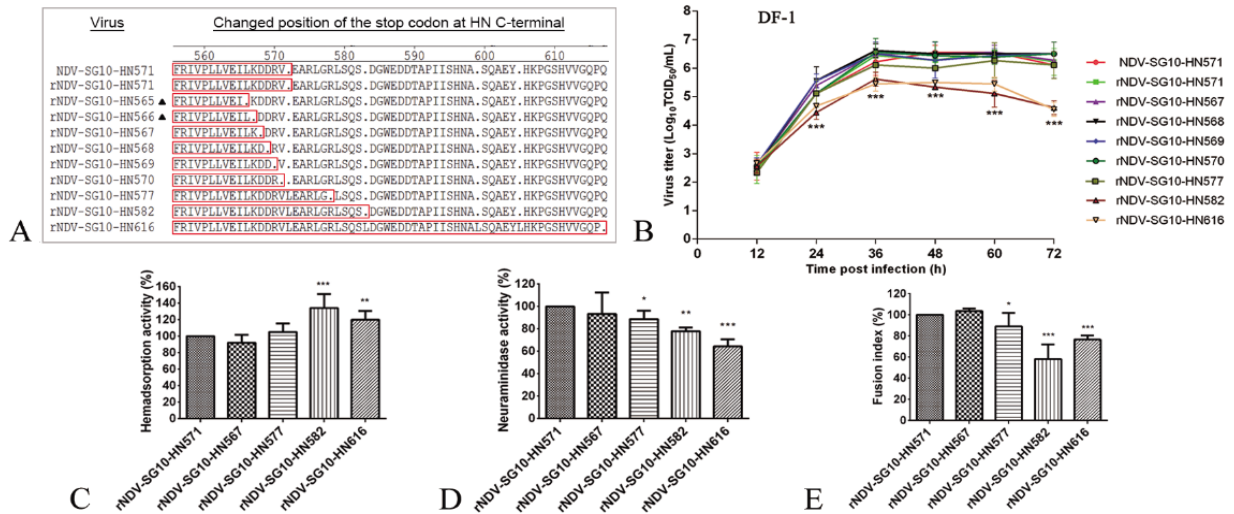 Virus Changed position of the stop codon at HN C-terminal
560 570 580 590 600 610
NDV-SG10-HN571 FRIVPLLVEILKDDRV.EARLGRLSQS.DGWEDDTAPIISHNA.SQAEY.HKPGSHVVGQPQ
rNDV-SG10-HN571 FRIVPLLVEILKDDRV.EARLGRLSQS.DGWEDDTAPIISHNA.SQAEY.HKPGSHVVGQPQ
rNDV-SG10-HN565 ▲ FRIVPLLVEI.KDDRV.EARLGRLSQS.DGWEDDTAPIISHNA.SQAEY.HKPGSHVVGQPQ
rNDV-SG10-HN566 ▲ FRIVPLLVEIL.DDRV.EARLGRLSQS.DGWEDDTAPIISHNA.SQAEY.HKPGSHVVGQPQ
rNDV-SG10-HN567 FRIVPLLVEILK.DRV.EARLGRLSQS.DGWEDDTAPIISHNA.SQAEY.HKPGSHVVGQPQ
rNDV-SG10-HN568 FRIVPLLVEILKD.RV.EARLGRLSQS.DGWEDDTAPIISHNA.SQAEY.HKPGSHVVGQPQ
rNDV-SG10-HN569 FRIVPLLVEILKDD.V.EARLGRLSQS.DGWEDDTAPIISHNA.SQAEY.HKPGSHVVGQPQ
rNDV-SG10-HN570 FRIVPLLVEILKDDR..EARLGRLSQS.DGWEDDTAPIISHNA.SQAEY.HKPGSHVVGQPQ
rNDV-SG10-HN577 FRIVPLLVEILKDDRVLEARLG.LSQS.DGWEDDTAPIISHNA.SQAEY.HKPGSHVVGQPQ
rNDV-SG10-HN582 FRIVPLLVEILKDDRVLEARLGRLSQS.DGWEDDTAPIISHNA.SQAEY.HKPGSHVVGQPQ
rNDV-SG10-HN616 FRIVPLLVEILKDDRVLEARLGRLSQSLDGWEDDTAPIISHNALSQAEYLHKPGSHVVGQP.
A
DF-1
Virus titer (Log10TCID50/mL)
8
7
6
5
4
3
2
1
0
*** *** *** ***
0 12 24 36 48 60 72
Time post infection (h)
NDV-SG10-HN571
rNDV-SG10-HN571
rNDV-SG10-HN567
rNDV-SG10-HN568
rNDV-SG10-HN569
rNDV-SG10-HN570
rNDV-SG10-HN577
rNDV-SG10-HN582
rNDV-SG10-HN616
B
Hemadsorption activity (%)
160
140
120
100
80
60
40
20
0
*** **
rNDV-SG10-HN571
rNDV-SG10-HN567
rNDV-SG10-HN577
rNDV-SG10-HN582
rNDV-SG10-HN616
C
Neuraminidase activity (%)
120
100
80
60
40
20
0
* ** ***
rNDV-SG10-HN571
rNDV-SG10-HN567
rNDV-SG10-HN577
rNDV-SG10-HN582
rNDV-SG10-HN616
D
Fusion index (%)
120
100
80
60
40
20
0
* *** ***
rNDV-SG10-HN571
rNDV-SG10-HN567
rNDV-SG10-HN577
rNDV-SG10-HN582
rNDV-SG10-HN616
E